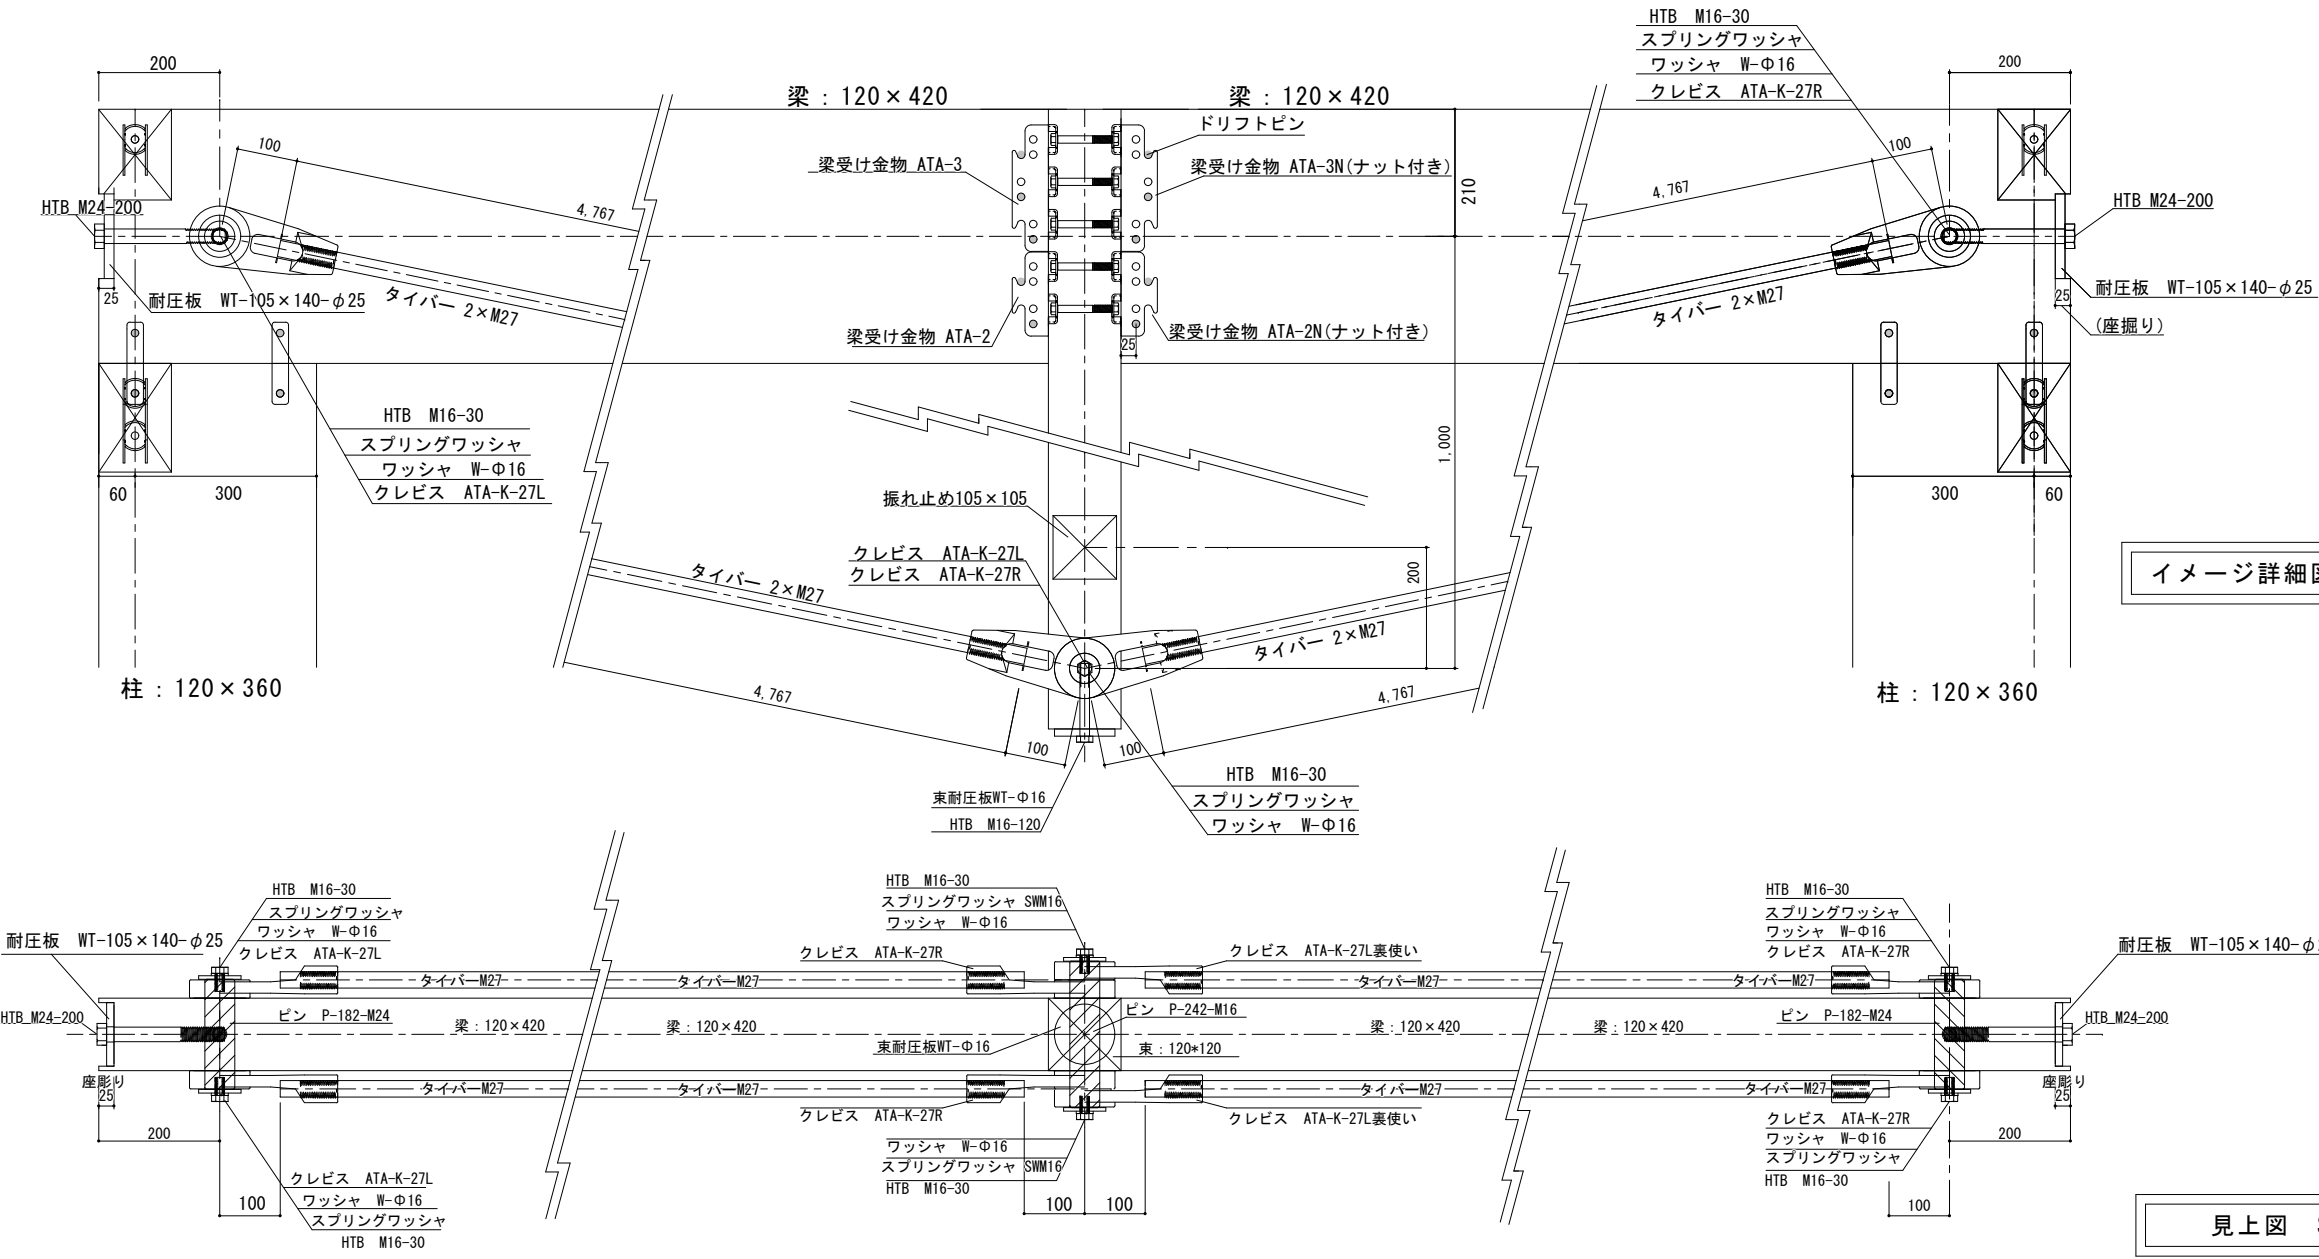 HTB M16-30
スプリングワッシャ
ワッシャ W-Φ16
クレビス ATA-K-27R
200
200
梁：120×420
梁：120×420
ドリフトピン
100
100
梁受け金物 ATA-3
梁受け金物 ATA-3N(ナット付き)
210
4,767
4,767
HTB M24-200
HTB M24-200
25
耐圧板 WT-105×140-φ25
タイバー 2×M27
タイバー 2×M27
25
耐圧板 WT-105×140-φ25
(座掘り)
梁受け金物 ATA-2
25
梁受け金物 ATA-2N(ナット付き)
HTB M16-30
スプリングワッシャ
ワッシャ W-Φ16
クレビス ATA-K-27L
60
300
1,000
300
60
振れ止め105×105
クレビス ATA-K-27L
クレビス ATA-K-27R
200
イメージ詳細図
タイバー 2×M27
タイバー 2×M27
柱：120×360
柱：120×360
4,767
4,767
100
100
束耐圧板WT-Φ16
HTB M16-120
HTB M16-30
スプリングワッシャ
ワッシャ W-Φ16
HTB M16-30
スプリングワッシャ
ワッシャ W-Φ16
クレビス ATA-K-27L
HTB M16-30
スプリングワッシャ SWM16
ワッシャ W-Φ16
HTB M16-30
スプリングワッシャ
ワッシャ W-Φ16
クレビス ATA-K-27R
耐圧板 WT-105×140-φ25
クレビス ATA-K-27R
クレビス ATA-K-27L裏使い
耐圧板 WT-105×140-φ
タイバーM27
タイバーM27
タイバーM27
タイバーM27
HTB M24-200
ピン P-182-M24
梁：120×420
梁：120×420
ピン P-242-M16
梁：120×420
梁：120×420
ピン P-182-M24
HTB M24-200
束耐圧板WT-Φ16
束：120*120
座彫り
25
タイバーM27
タイバーM27
タイバーM27
タイバーM27
座彫り
25
クレビス ATA-K-27R
クレビス ATA-K-27L裏使い
200
ワッシャ W-Φ16
スプリングワッシャ SWM16
HTB M16-30
クレビス ATA-K-27R
ワッシャ W-Φ16
スプリングワッシャ
HTB M16-30
200
クレビス ATA-K-27L
ワッシャ W-Φ16
スプリングワッシャ
HTB M16-30
100
100
100
100
見上図